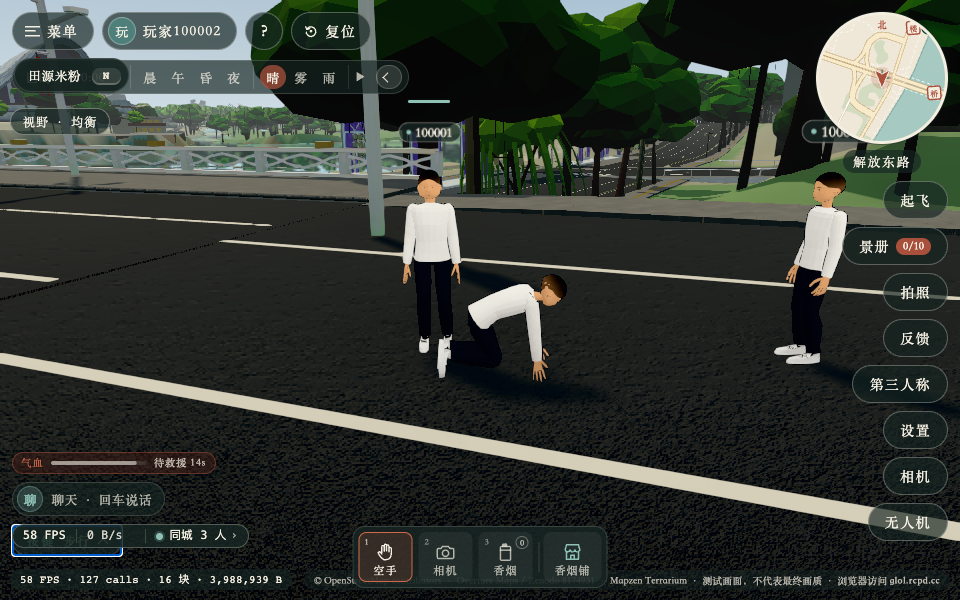 菜单
玩 玩家100002
?
复位
田源米粉 M
晨 午 昏 夜 晴 雾 雨
视野 · 均衡
100001
北
楼
桥
解放东路
起飞
景册 0/10
拍照
反馈
第三人称
设置
相机
无人机
气血 待救援 14s
聊 聊天 · 回车说话
58 FPS 0 B/s 同城 3 人 ›
1 空手
2 相机
3 0 香烟
香烟铺
58 FPS · 127 calls · 16 块 · 3,988,939 B
Mapzen Terrarium · 测试画面，不代表最终画质 · 浏览器访问 glol.rcpd.cc